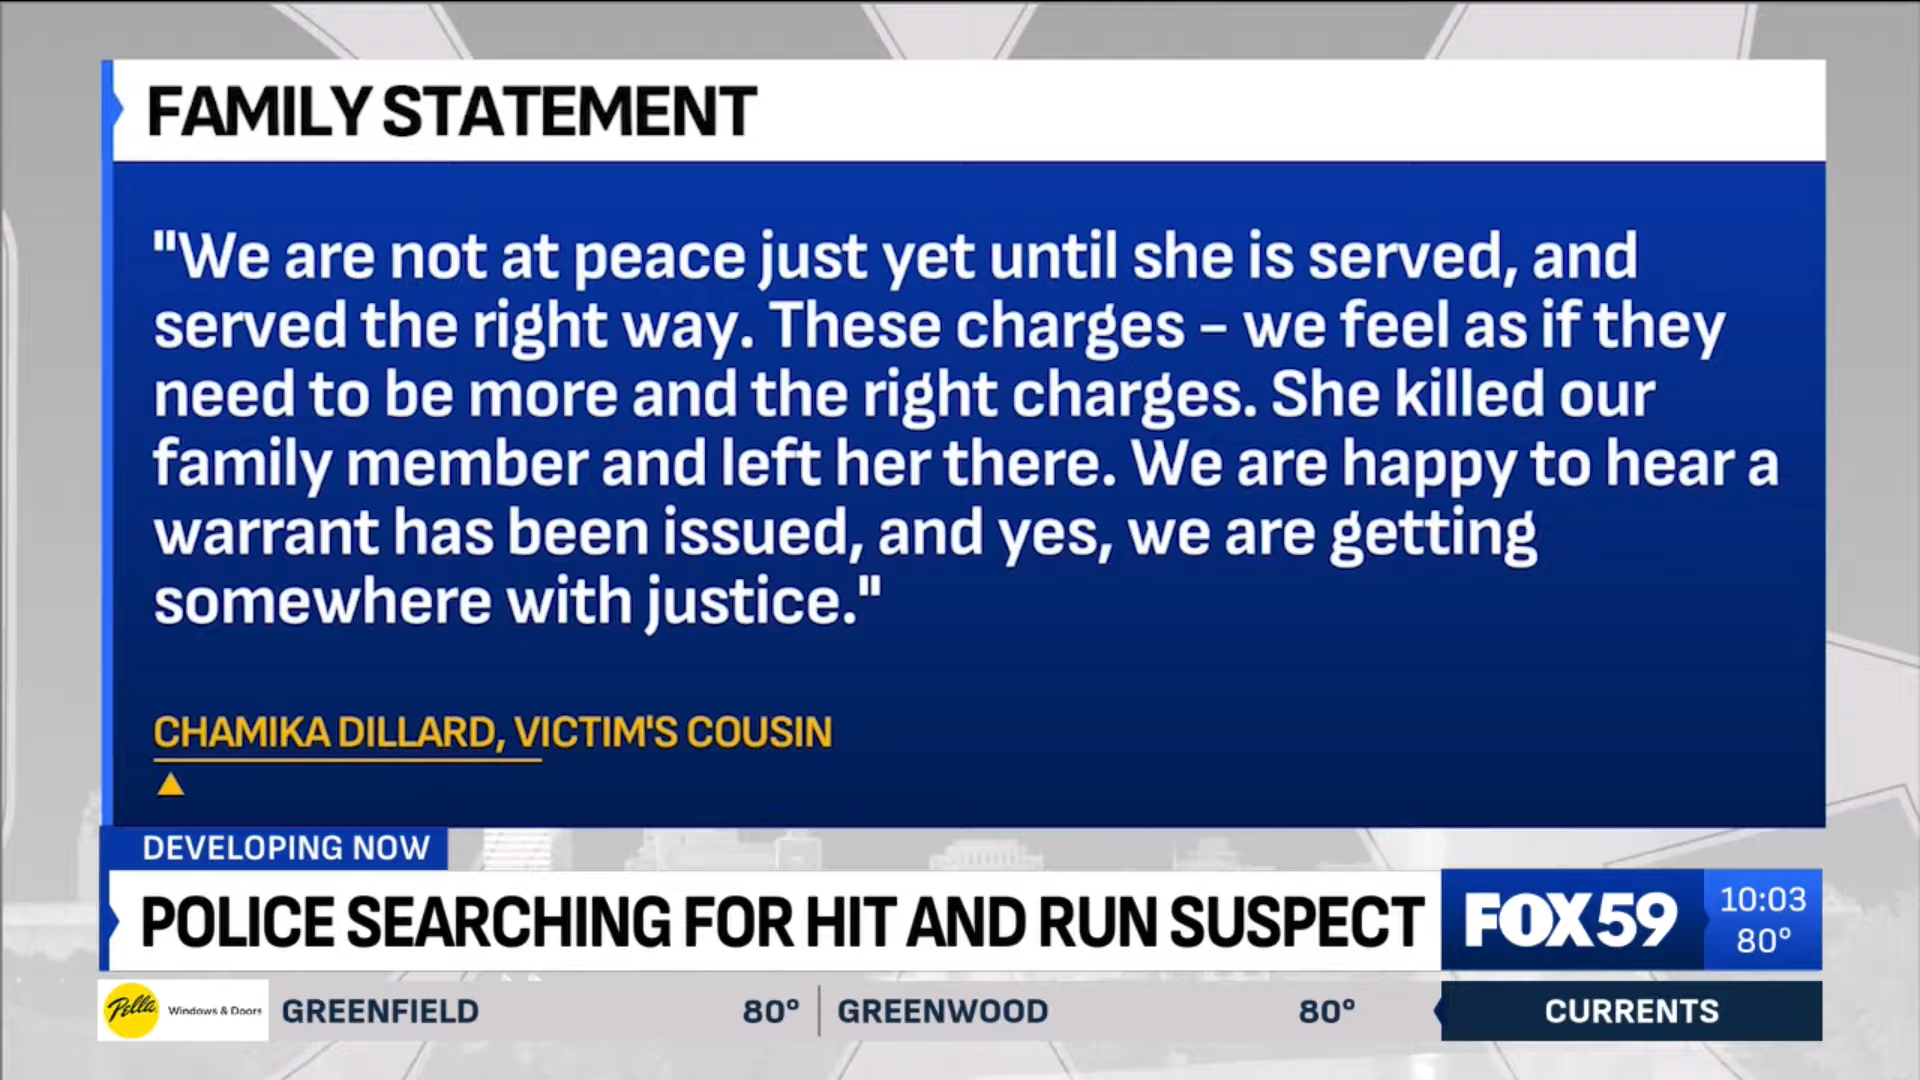 FAMILY STATEMENT
"We are not at peace just yet until she is served, and
served the right way. These charges – we feel as if they
need to be more and the right charges. She killed our
family member and left her there. We are happy to hear a
warrant has been issued, and yes, we are getting
somewhere with justice."
CHAMIKA DILLARD, VICTIM'S COUSIN
DEVELOPING NOW
POLICE SEARCHING FOR HIT AND RUN SUSPECT
FOX59
10:03
80°
Pella Windows & Doors
GREENFIELD 80° GREENWOOD 80°
CURRENTS